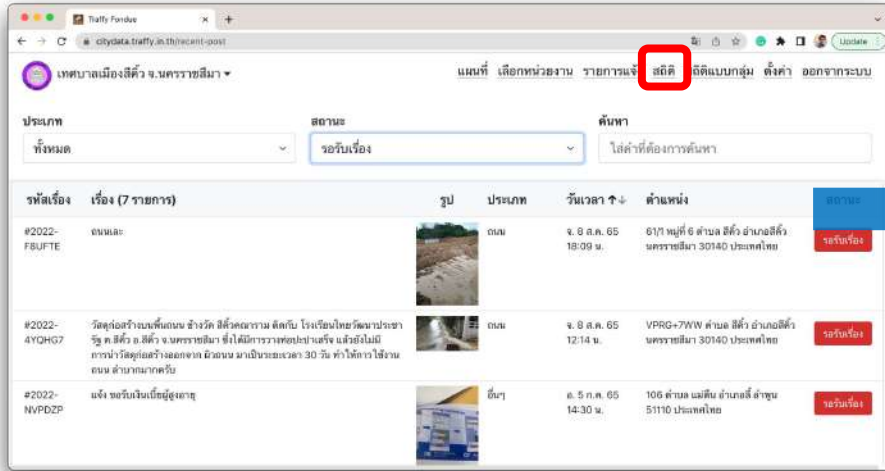 Traffy Fondue
citydata.traffy.in.th/recent-post
Update
เทศบาลเมืองสีคิ้ว จ.นครราชสีมา
แผนที่ เลือกหน่วยงาน รายการแจ้ง สถิติ สถิติแบบกลุ่ม ตั้งค่า ออกจากระบบ
ประเภท สถานะ ค้นหา
ทั้งหมด รอรับเรื่อง ใส่คำที่ต้องการค้นหา
รหัสเรื่อง เรื่อง (7 รายการ) รูป ประเภท วันเวลา ตำแหน่ง สถานะ
#2022-F8UFTE ถนนเละ ถนน จ. 8 ส.ค. 65 61/1 หมู่ที่ 6 ตำบล สีคิ้ว อำเภอสีคิ้ว
18:09 น. นครราชสีมา 30140 ประเทศไทย
รอรับเรื่อง
#2022- วัสดุก่อสร้างบนพื้นถนน ข้างวัด สีคิ้วคณาราม ติดกับ โรงเรียนไทยวัฒนาประชา ถนน จ. 8 ส.ค. 65 VPRG+7WW ตำบล สีคิ้ว อำเภอสีคิ้ว
4YQHG7 รัฐ ต.สีคิ้ว อ.สีคิ้ว จ.นครราชสีมา ซึ่งได้มีการวางท่อประปาเสร็จ แล้วยังไม่มี 12:14 น. นครราชสีมา 30140 ประเทศไทย
รอรับเรื่อง
การนำวัสดุก่อสร้างออกจาก ผิวถนน มาเป็นระยะเวลา 30 วัน ทำให้การใช้งาน
ถนน ลำบากมากครับ
#2022- แจ้ง ขอรับเงินเบี้ยผู้สูงอายุ อื่นๆ อ. 5 ก.ค. 65 106 ตำบล แม่ตืน อำเภอลี้ ลำพูน
NVPDZP 14:30 น. 51110 ประเทศไทย
รอรับเรื่อง